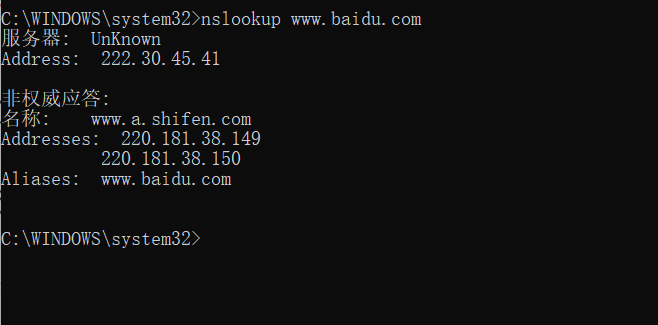 C:\WINDOWS\system32>nslookup www.baidu.com
服务器:  UnKnown
Address:  222.30.45.41
非权威应答:
名称:    www.a.shifen.com
Addresses:  220.181.38.149
220.181.38.150
Aliases:  www.baidu.com
C:\WINDOWS\system32>